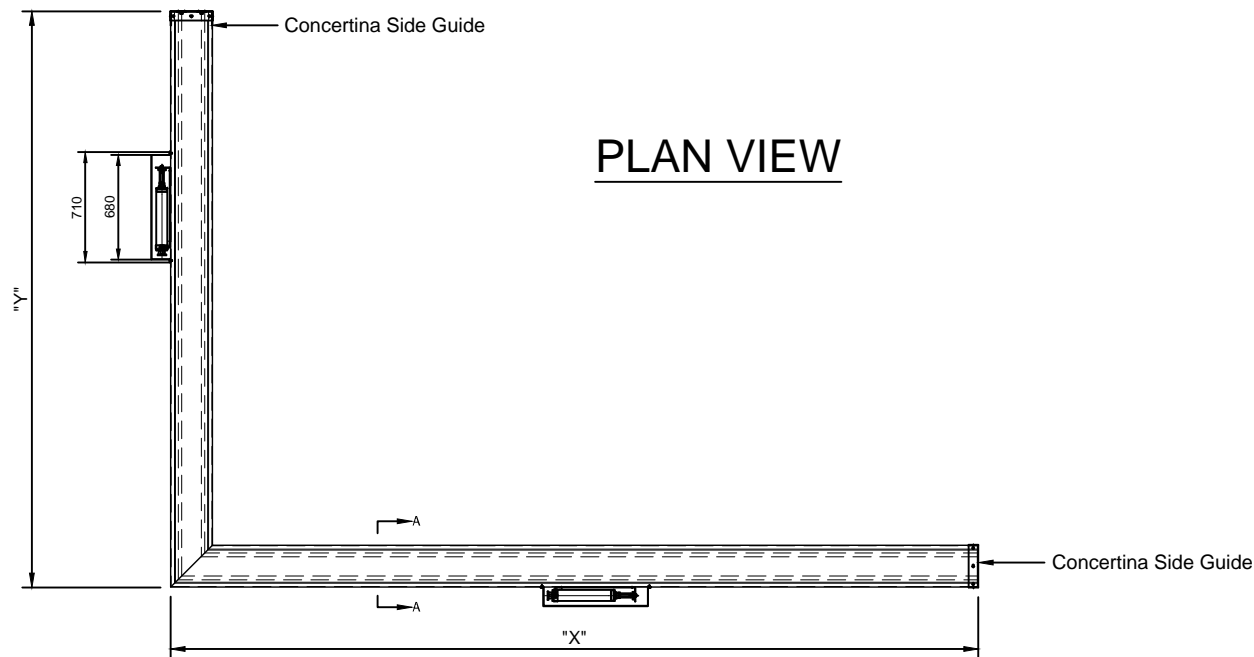 Concertina Side Guide
PLAN VIEW
710
680
"Y"
A
A
Concertina Side Guide
"X"